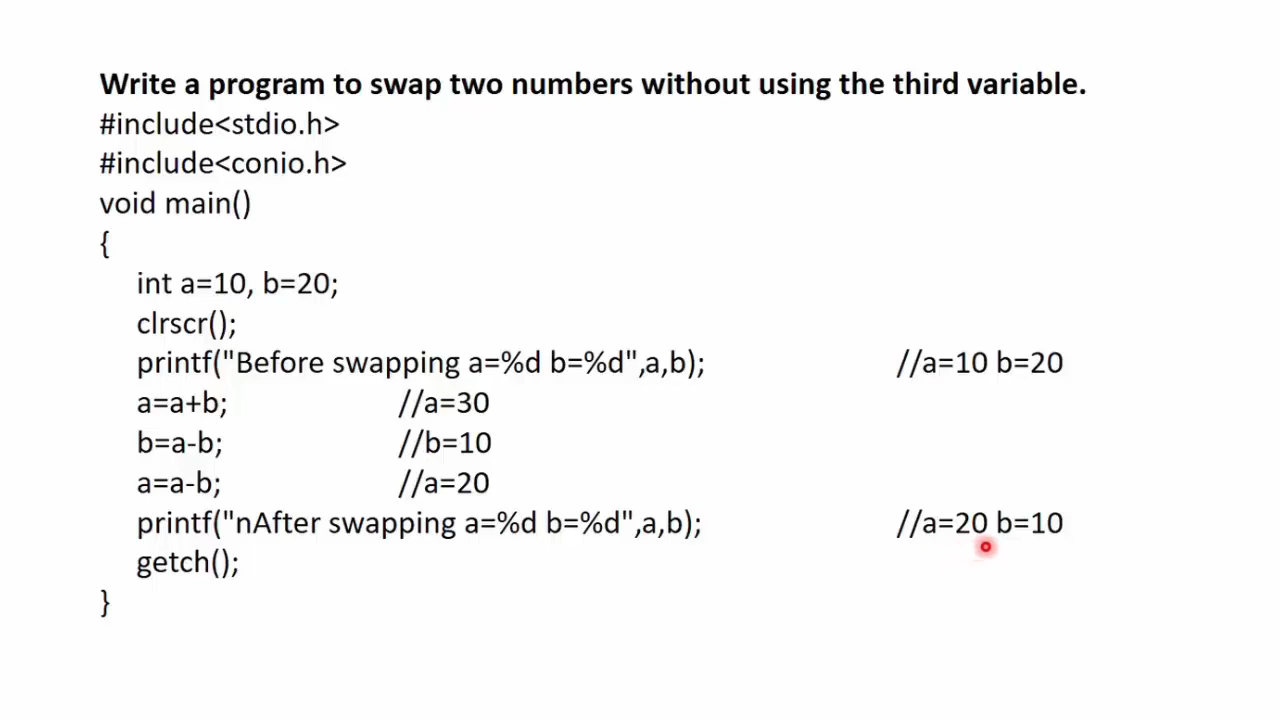 Write a program to swap two numbers without using the third variable.
#include<stdio.h>
#include<conio.h>
void main()
{
int a=10, b=20;
clrscr();
printf("Before swapping a=%d b=%d",a,b); //a=10 b=20
a=a+b; //a=30
b=a-b; //b=10
a=a-b; //a=20
printf("nAfter swapping a=%d b=%d",a,b); //a=20 b=10
getch();
}